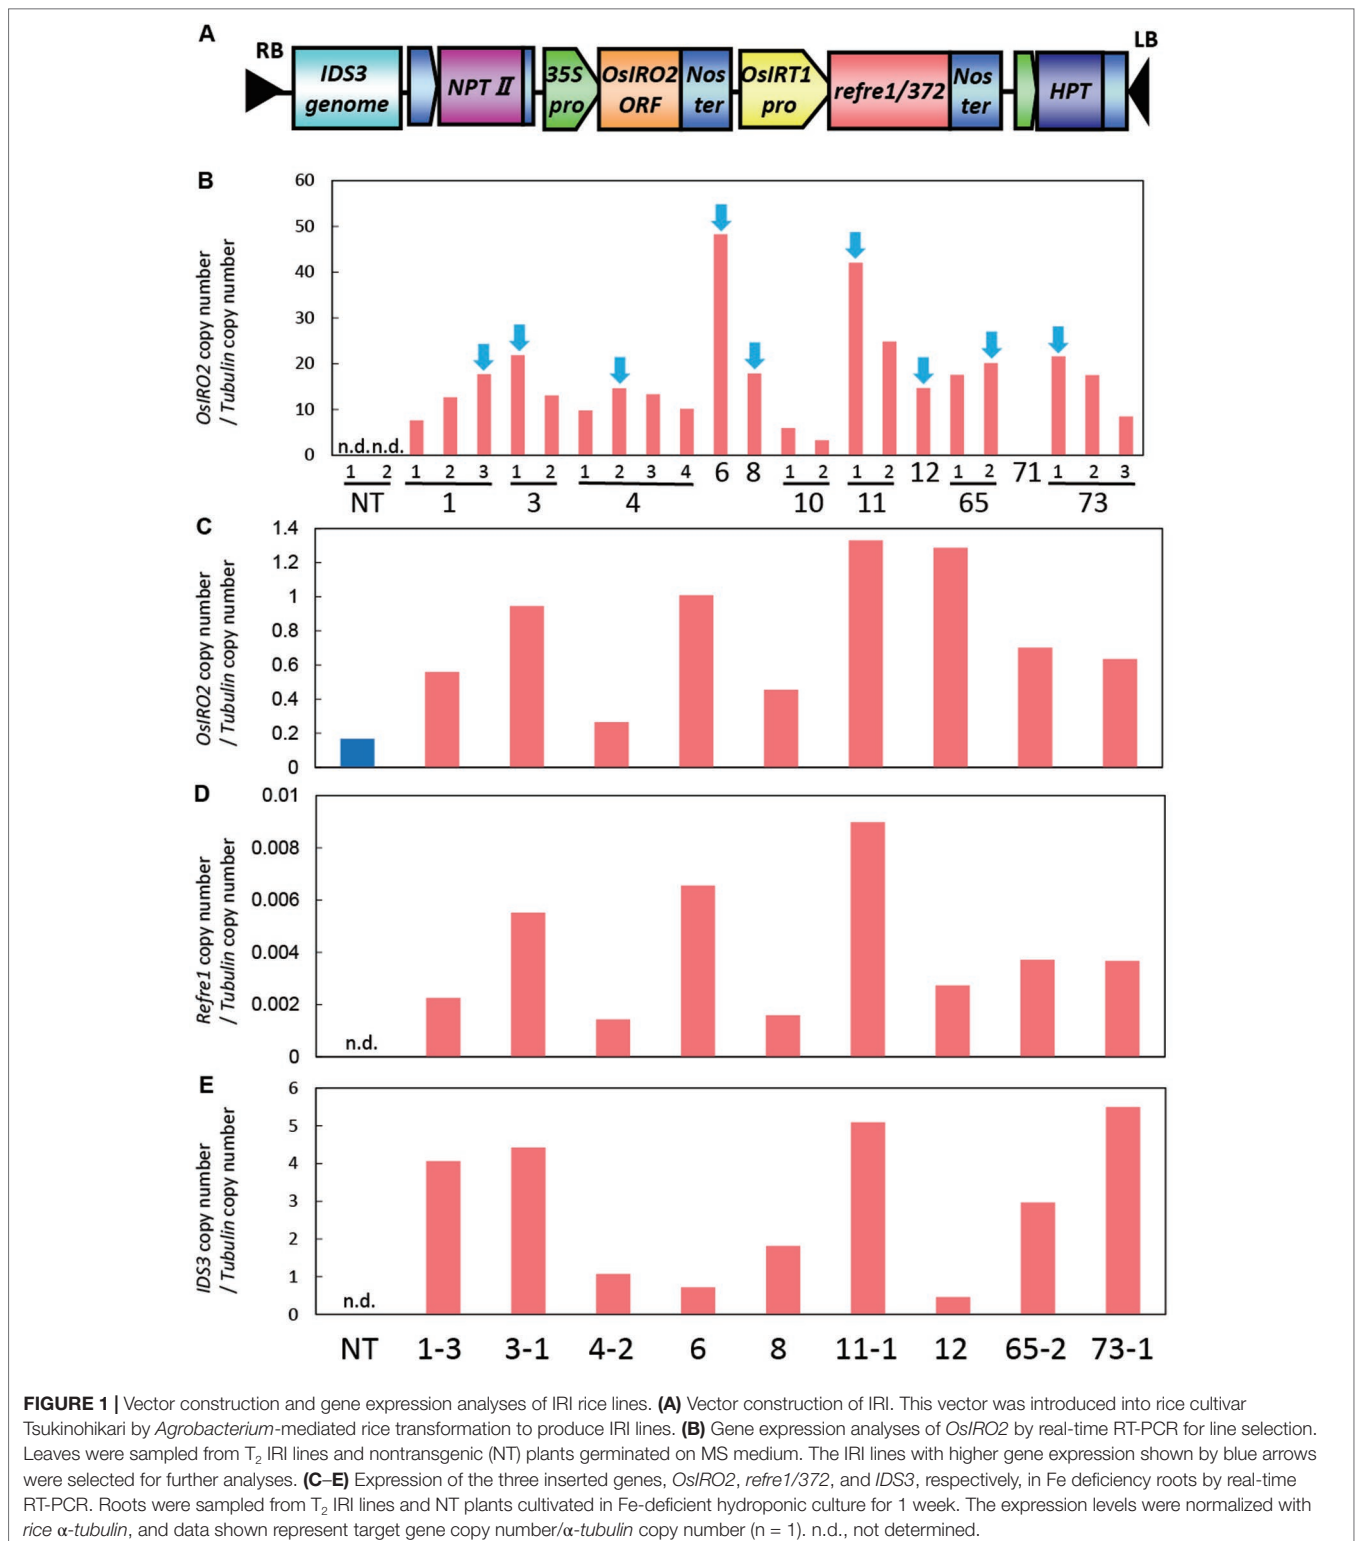 A
RB
LB
IDS3 genome
NPT II
35S pro
OsIRO2 ORF
Nos ter
OsIRT1 pro
refre1/372
Nos ter
HPT
B
OsIRO2 copy number
/ Tubulin copy number
60
50
40
30
20
10
0
n.d. n.d.
1 2 1 2 3 1 2 1 2 3 4 6 8 1 2 1 2 12 1 2 71 1 2 3
NT 1 3 4 10 11 65 73
C
OsIRO2 copy number
/ Tubulin copy number
1.4
1.2
1
0.8
0.6
0.4
0.2
0
D
Refre1 copy number
/ Tubulin copy number
0.01
0.008
0.006
0.004
0.002
0
n.d.
E
IDS3 copy number
/ Tubulin copy number
6
5
4
3
2
1
0
n.d.
NT 1-3 3-1 4-2 6 8 11-1 12 65-2 73-1
FIGURE 1 | Vector construction and gene expression analyses of IRI rice lines. (A) Vector construction of IRI. This vector was introduced into rice cultivar
Tsukinohikari by Agrobacterium-mediated rice transformation to produce IRI lines. (B) Gene expression analyses of OsIRO2 by real-time RT-PCR for line selection.
Leaves were sampled from T2 IRI lines and nontransgenic (NT) plants germinated on MS medium. The IRI lines with higher gene expression shown by blue arrows
were selected for further analyses. (C–E) Expression of the three inserted genes, OsIRO2, refre1/372, and IDS3, respectively, in Fe deficiency roots by real-time
RT-PCR. Roots were sampled from T2 IRI lines and NT plants cultivated in Fe-deficient hydroponic culture for 1 week. The expression levels were normalized with
rice α-tubulin, and data shown represent target gene copy number/α-tubulin copy number (n = 1). n.d., not determined.